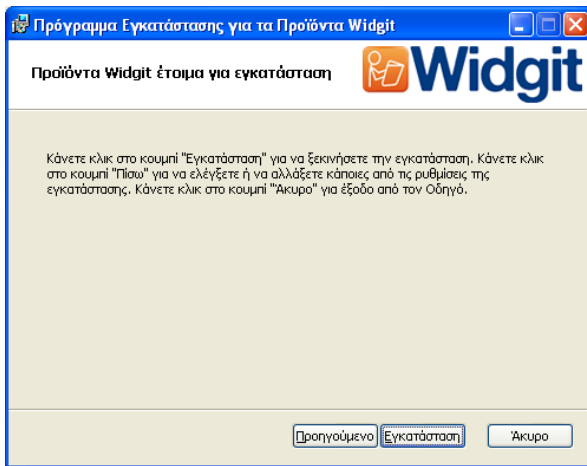 Πρόγραμμα Εγκατάστασης για τα Προϊόντα Widgit
Προϊόντα Widgit έτοιμα για εγκατάσταση
Widgit
Κάνετε κλικ στο κουμπί "Εγκατάσταση" για να ξεκινήσετε την εγκατάσταση. Κάνετε κλικ
στο κουμπί "Πίσω" για να ελέγξετε ή να αλλάξετε κάποιες από τις ρυθμίσεις της
εγκατάστασης. Κάνετε κλικ στο κουμπί "Άκυρο" για έξοδο από τον Οδηγό.
Προηγούμενο Εγκατάσταση Άκυρο